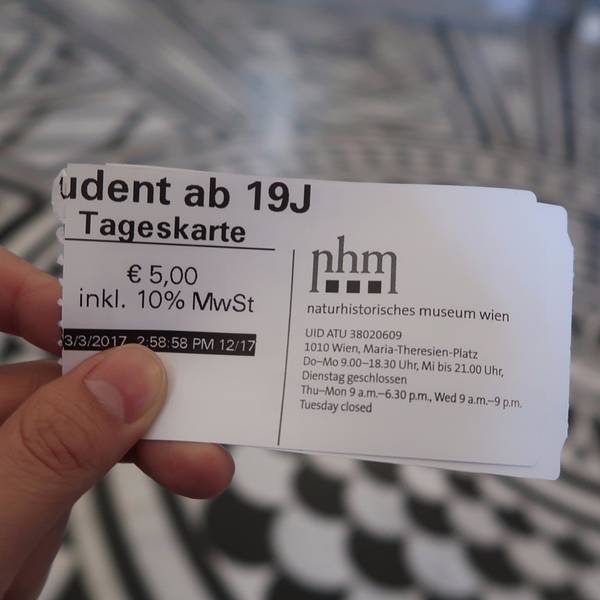 udent ab 19J
Tageskarte
€ 5,00
inkl. 10% MwSt
3/3/2017 2:58:58 PM 12/17
nhm
naturhistorisches museum wien
UID ATU 38020609
1010 Wien, Maria-Theresien-Platz
Do–Mo 9.00–18.30 Uhr, Mi bis 21.00 Uhr,
Dienstag geschlossen
Thu–Mon 9 a.m.–6.30 p.m., Wed 9 a.m.–9 p.m.
Tuesday closed